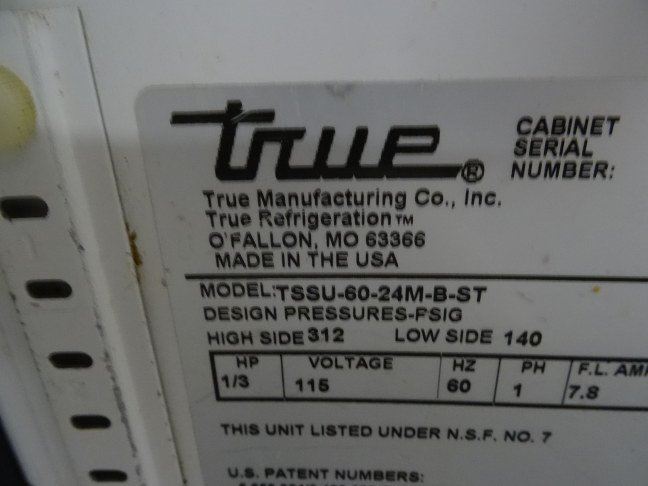 true®
CABINET
SERIAL
NUMBER:
True Manufacturing Co., Inc.
True Refrigeration™
O'FALLON, MO 63366
MADE IN THE USA
MODEL: TSSU-60-24M-B-ST
DESIGN PRESSURES-PSIG
HIGH SIDE 312 LOW SIDE 140
HP VOLTAGE HZ PH F.L. AM
1/3 115 60 1 7.8
THIS UNIT LISTED UNDER N.S.F. NO. 7
U.S. PATENT NUMBERS: